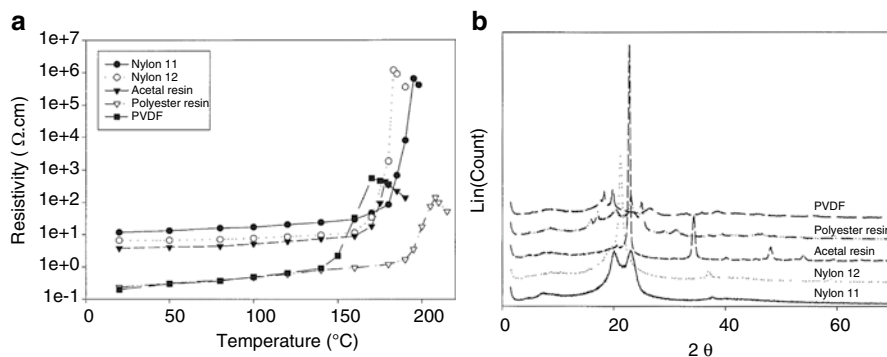 a
1e+7
1e+6
1e+5
1e+4
1e+3
1e+2
1e+1
1e+0
1e-1
Resistivity ( Ω.cm)
Nylon 11
Nylon 12
Acetal resin
Polyester resin
PVDF
0
50
100
150
200
Temperature (°C)
b
Lin(Count)
PVDF
Polyester resin
Acetal resin
Nylon 12
Nylon 11
0
20
40
60
2 θ